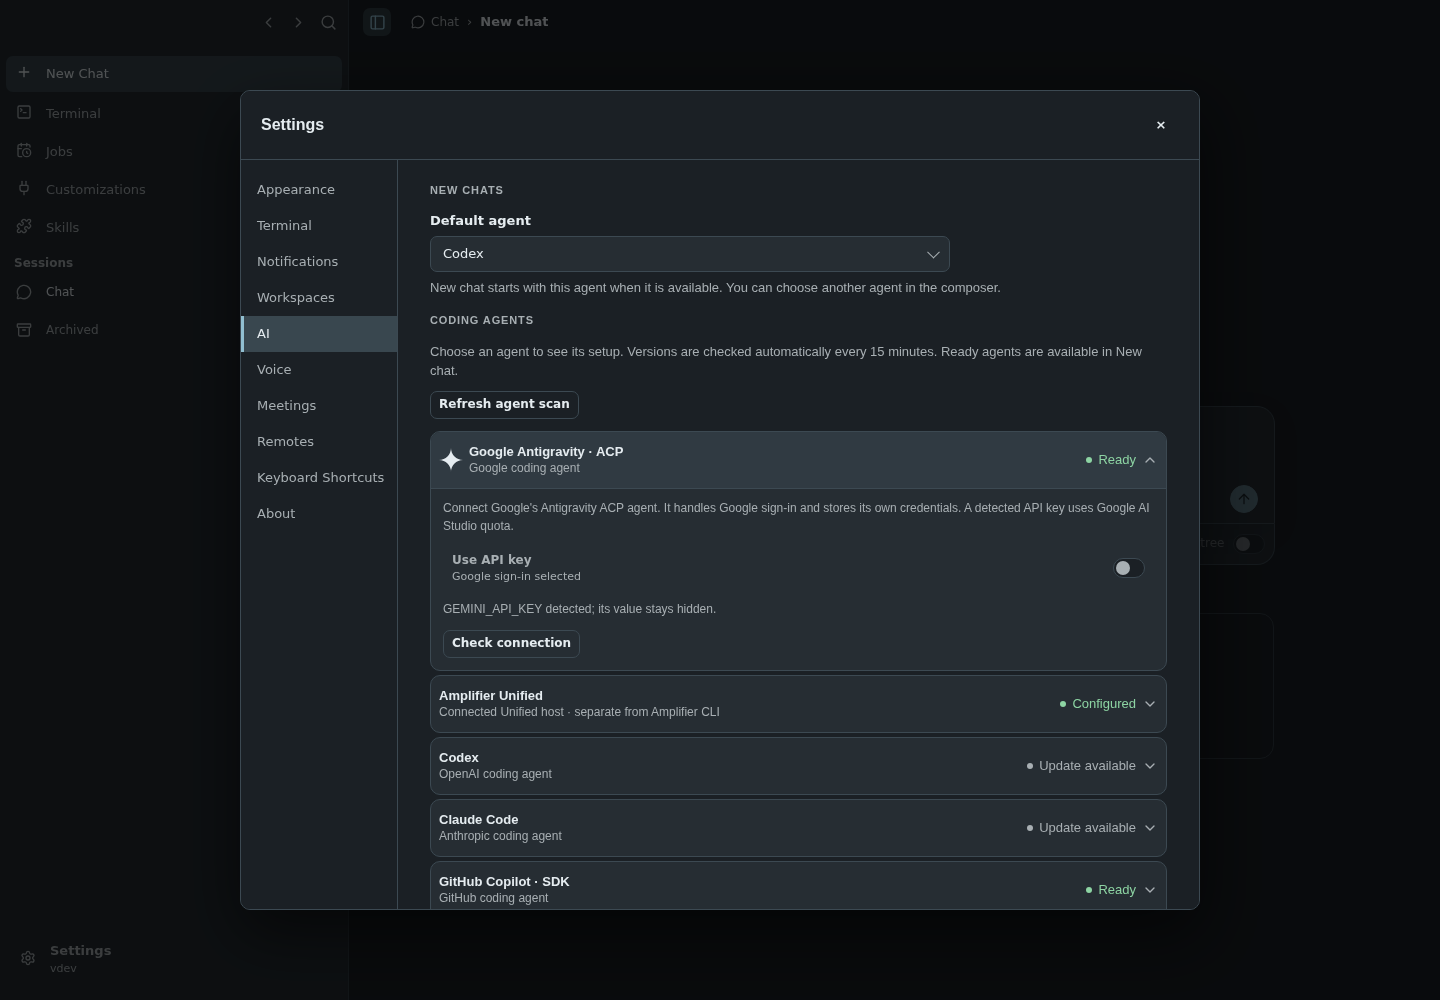 Chat › New chat
New Chat
Terminal
Jobs
Customizations
Skills
Sessions
Chat
Archived
Settings
vdev
Settings
×
Appearance
Terminal
Notifications
Workspaces
AI
Voice
Meetings
Remotes
Keyboard Shortcuts
About
NEW CHATS
Default agent
Codex
New chat starts with this agent when it is available. You can choose another agent in the composer.
CODING AGENTS
Choose an agent to see its setup. Versions are checked automatically every 15 minutes. Ready agents are available in New
chat.
Refresh agent scan
Google Antigravity · ACP
Google coding agent
Ready
Connect Google's Antigravity ACP agent. It handles Google sign-in and stores its own credentials. A detected API key uses Google AI
Studio quota.
Use API key
Google sign-in selected
GEMINI_API_KEY detected; its value stays hidden.
Check connection
Amplifier Unified
Connected Unified host · separate from Amplifier CLI
Configured
Codex
OpenAI coding agent
Update available
Claude Code
Anthropic coding agent
Update available
GitHub Copilot · SDK
GitHub coding agent
Ready
tree